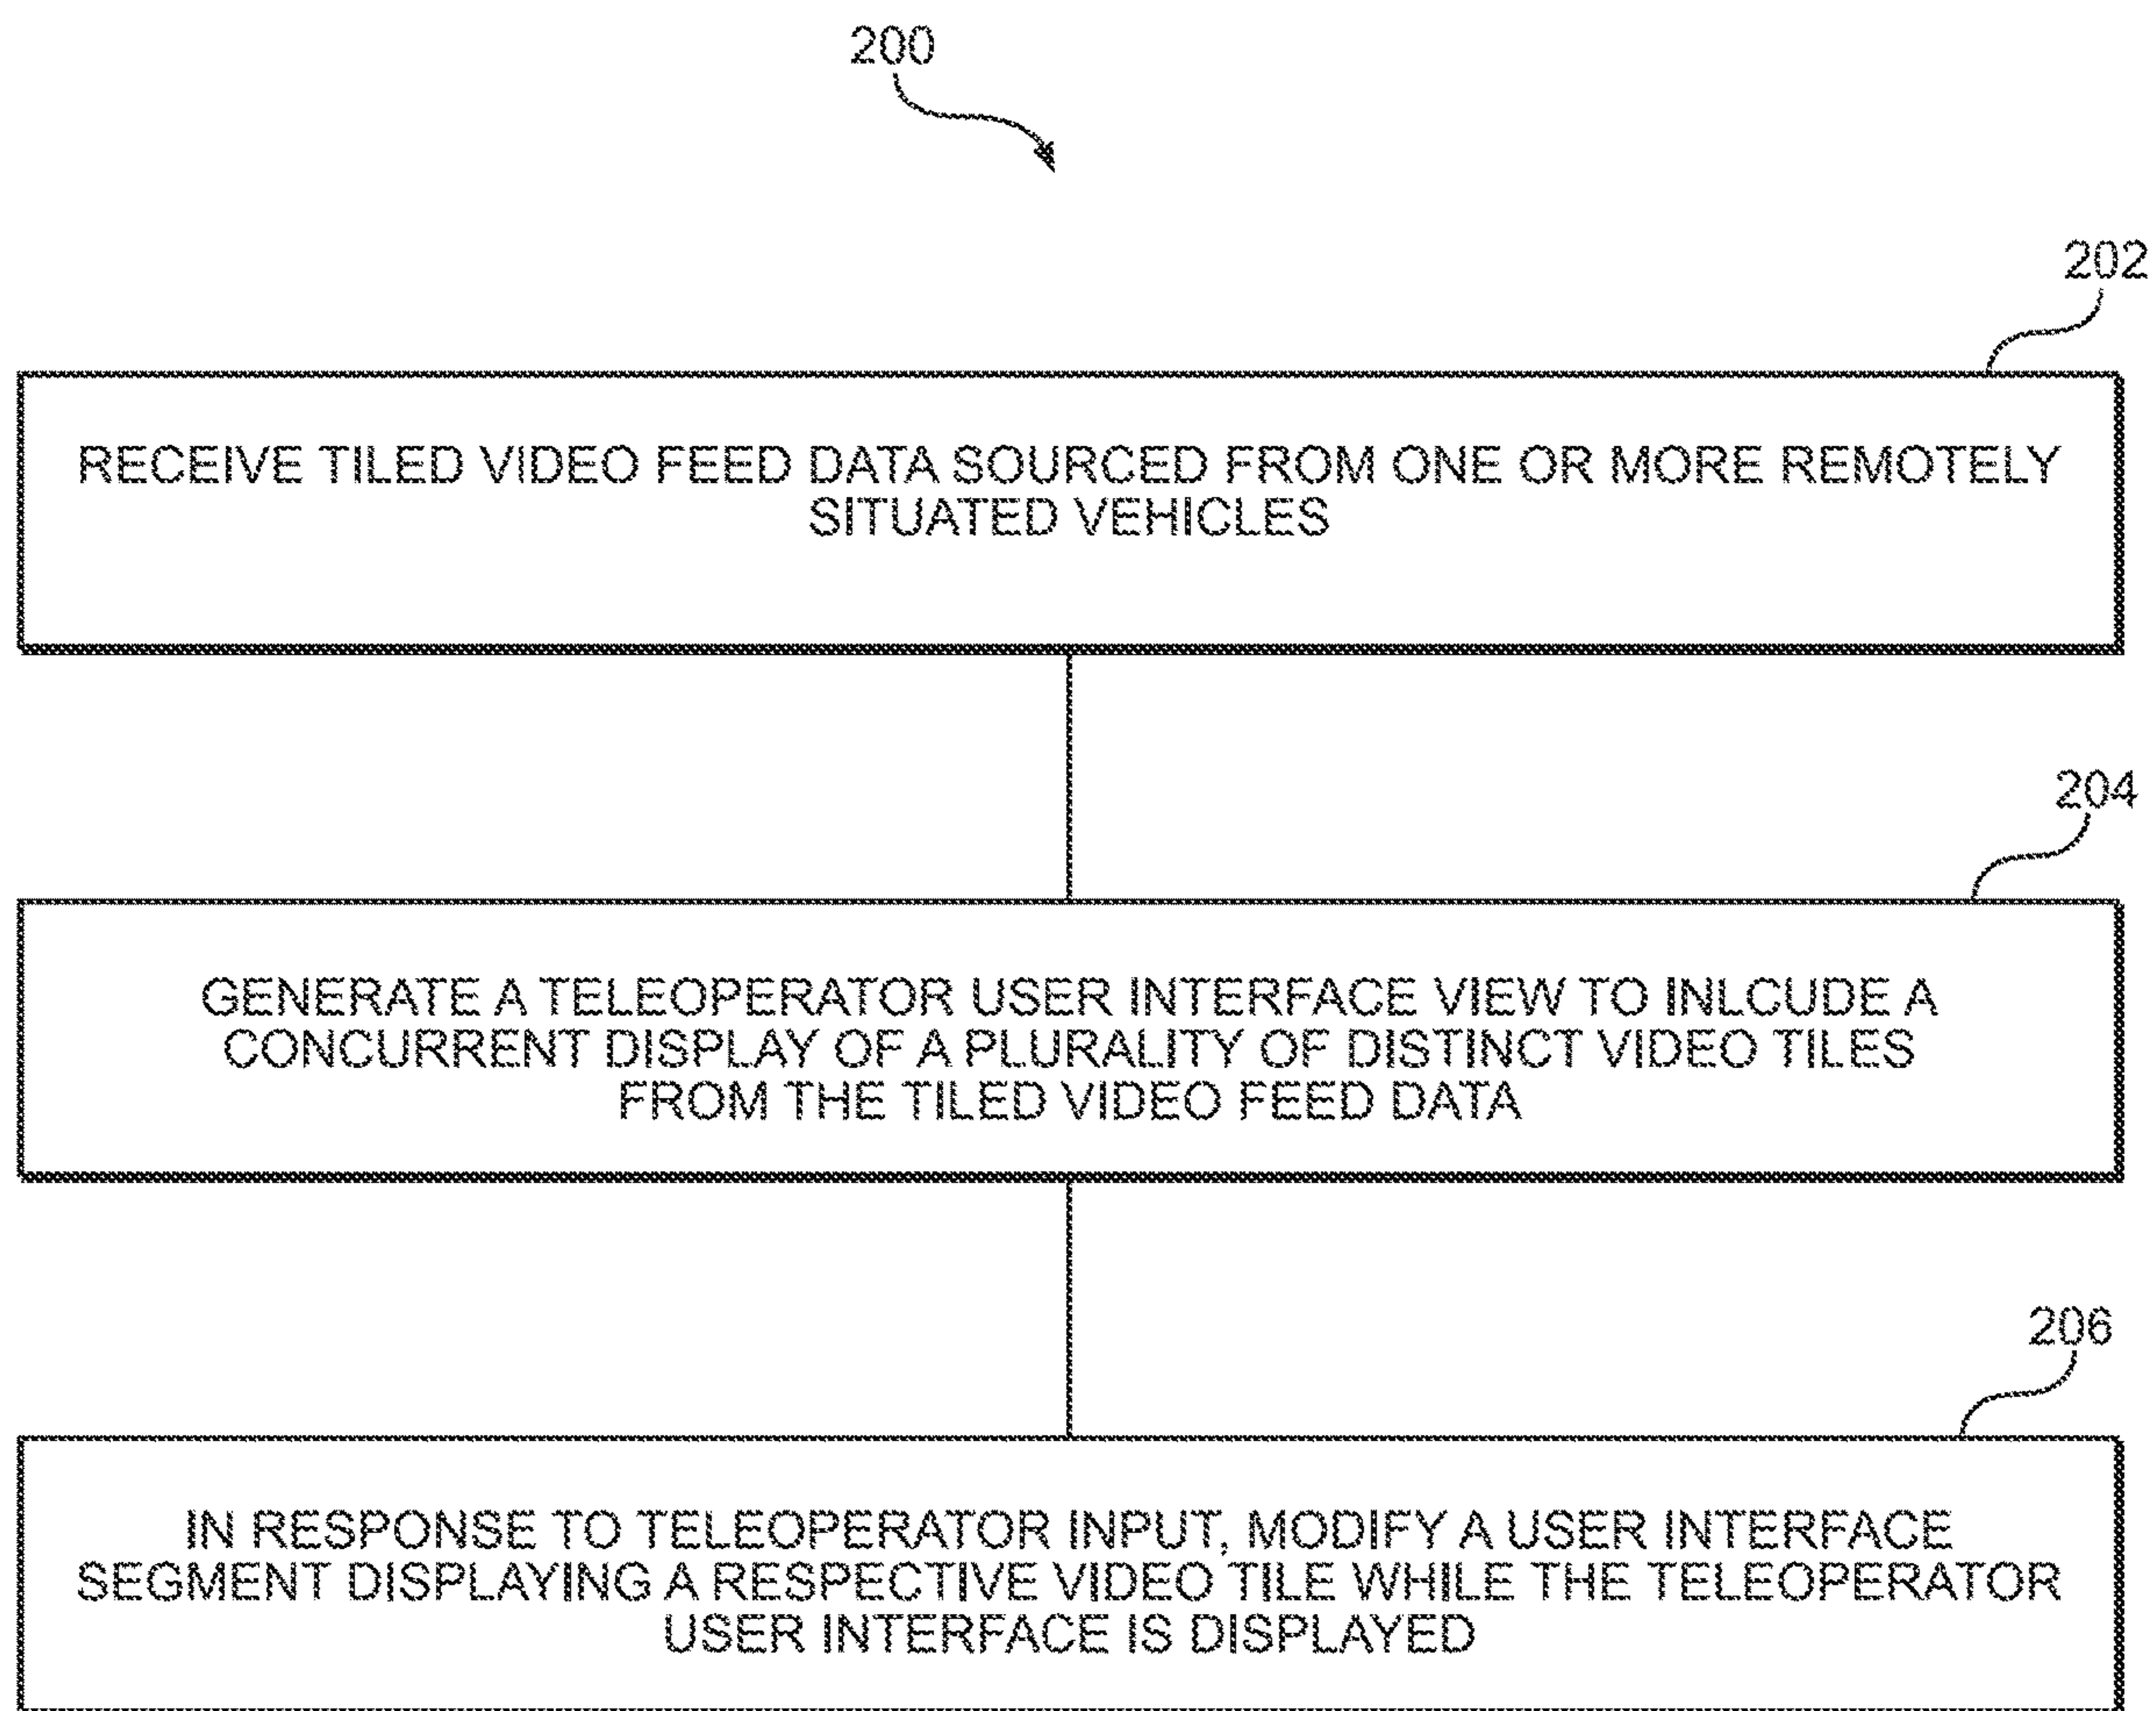 200
202
RECEIVE TILED VIDEO FEED DATA SOURCED FROM ONE OR MORE REMOTELY
SITUATED VEHICLES
204
GENERATE A TELEOPERATOR USER INTERFACE VIEW TO INLCUDE A
CONCURRENT DISPLAY OF A PLURALITY OF DISTINCT VIDEO TILES
FROM THE TILED VIDEO FEED DATA
206
IN RESPONSE TO TELEOPERATOR INPUT, MODIFY A USER INTERFACE
SEGMENT DISPLAYING A RESPECTIVE VIDEO TILE WHILE THE TELEOPERATOR
USER INTERFACE IS DISPLAYED